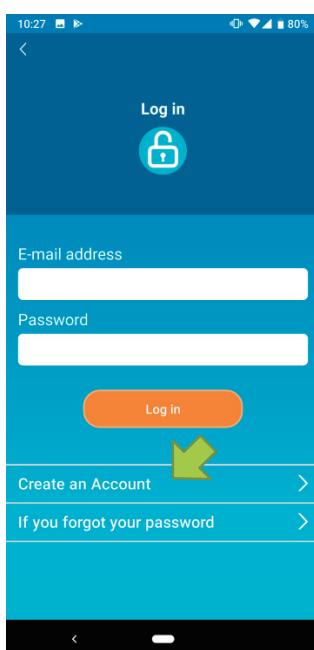 10:27 80%
Log in
E-mail address
Password
Log in
Create an Account
If you forgot your password